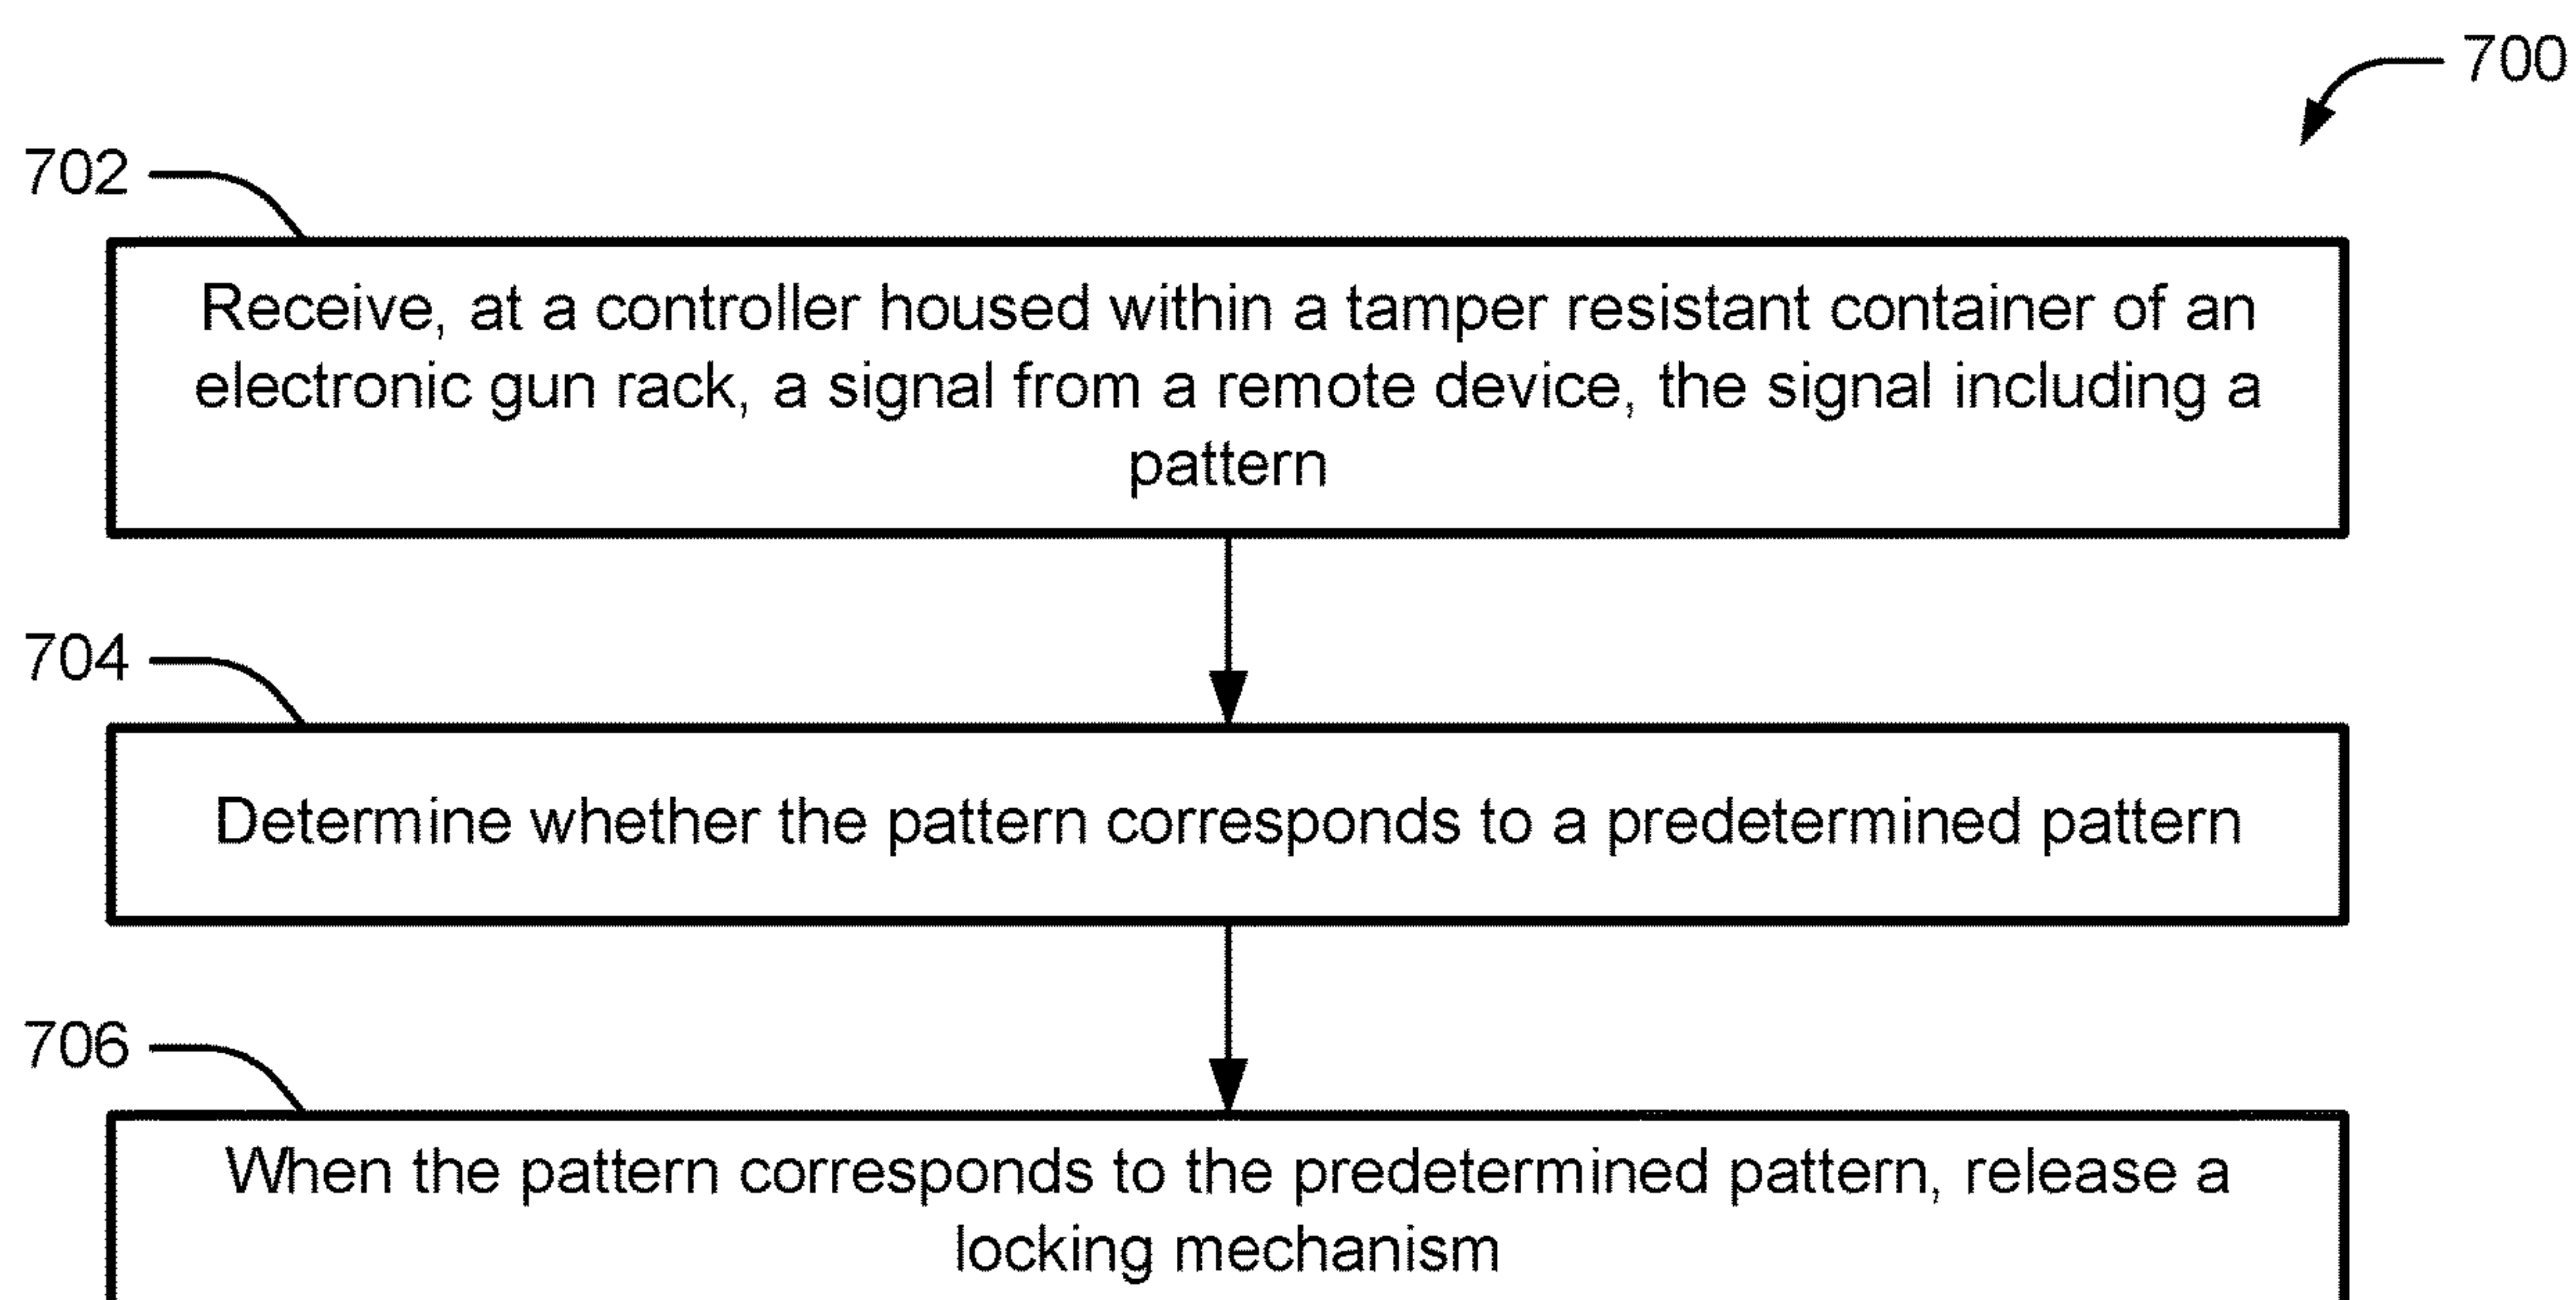 700
702
Receive, at a controller housed within a tamper resistant container of an
electronic gun rack, a signal from a remote device, the signal including a
pattern
704
Determine whether the pattern corresponds to a predetermined pattern
706
When the pattern corresponds to the predetermined pattern, release a
locking mechanism